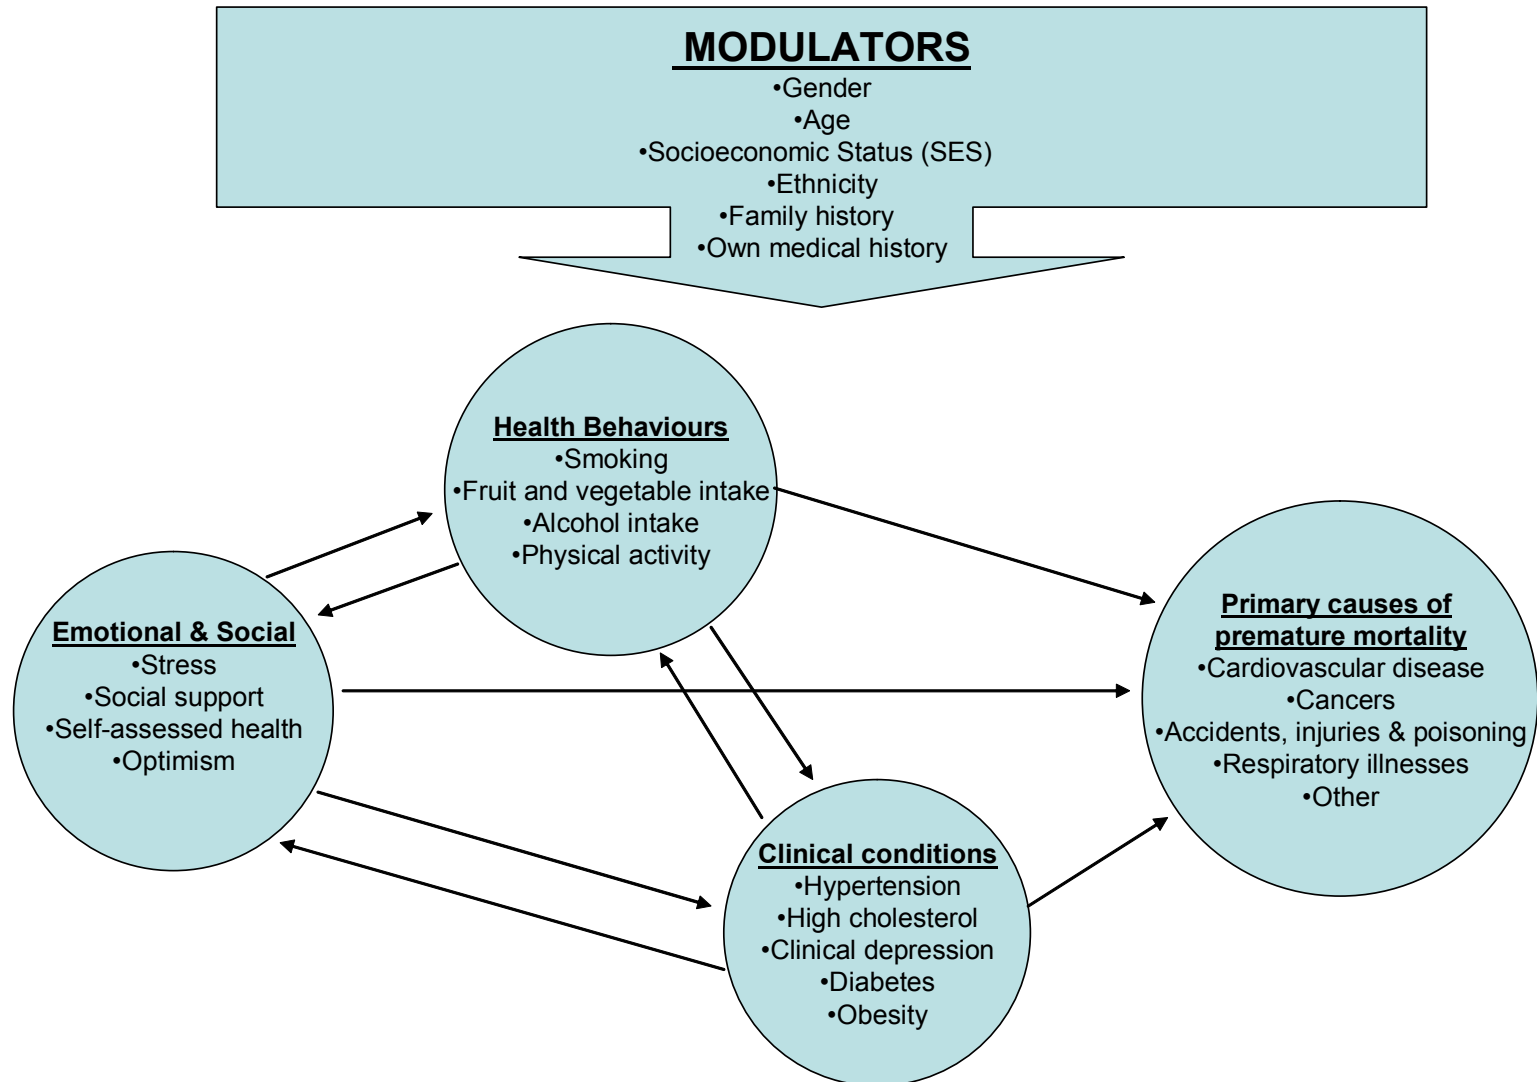 MODULATORS
•Gender
•Age
•Socioeconomic Status (SES)
•Ethnicity
•Family history
•Own medical history
Health Behaviours
•Smoking
•Fruit and vegetable intake
•Alcohol intake
•Physical activity
Emotional & Social
•Stress
•Social support
•Self-assessed health
•Optimism
Primary causes of
premature mortality
•Cardiovascular disease
•Cancers
•Accidents, injuries & poisoning
•Respiratory illnesses
•Other
Clinical conditions
•Hypertension
•High cholesterol
•Clinical depression
•Diabetes
•Obesity